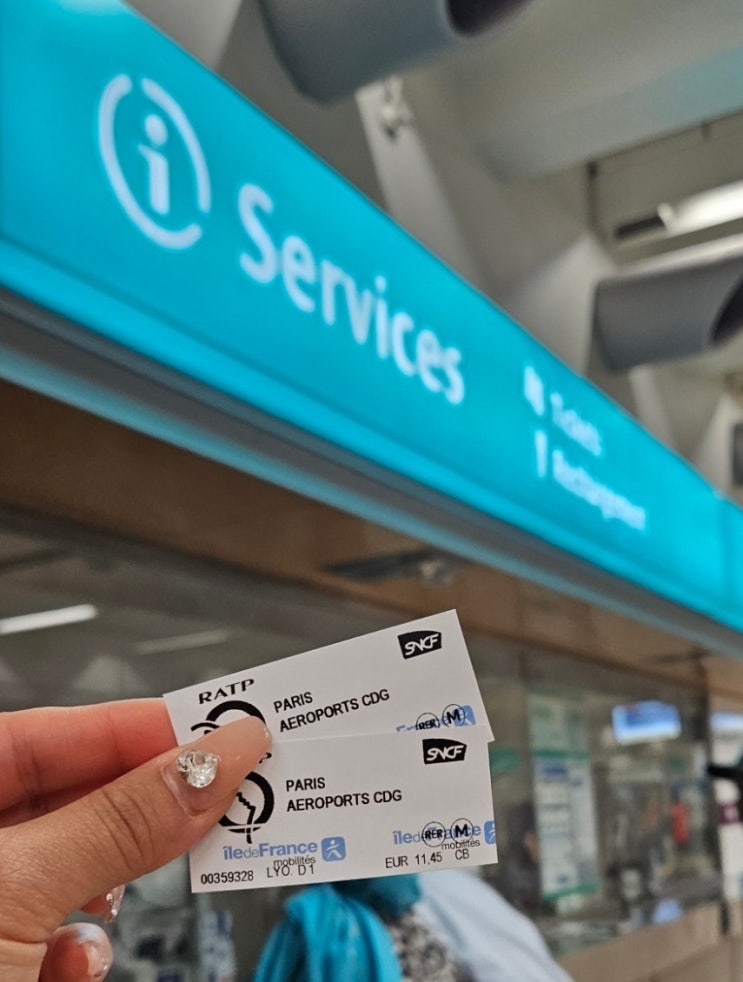 i
Services
Tickets
Rechargement
SNCF
RATP
PARIS
AEROPORTS CDG
RER M
SNCF
PARIS
AEROPORTS CDG
îledeFrance
mobilités
RER M
mobilités
EUR 11.45 CB
00359328 LYO. D1